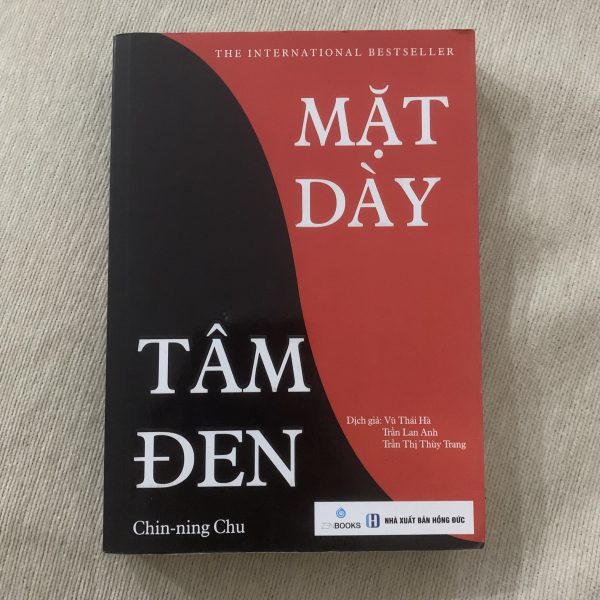 THE INTERNATIONAL BESTSELLER
MẶT
DÀY
TÂM
ĐEN
Dịch giả: Vũ Thái Hà
Trần Lan Anh
Trần Thị Thùy Trang
Chin-ning Chu
ZENBOOKS
H NHÀ XUẤT BẢN HỒNG ĐỨC